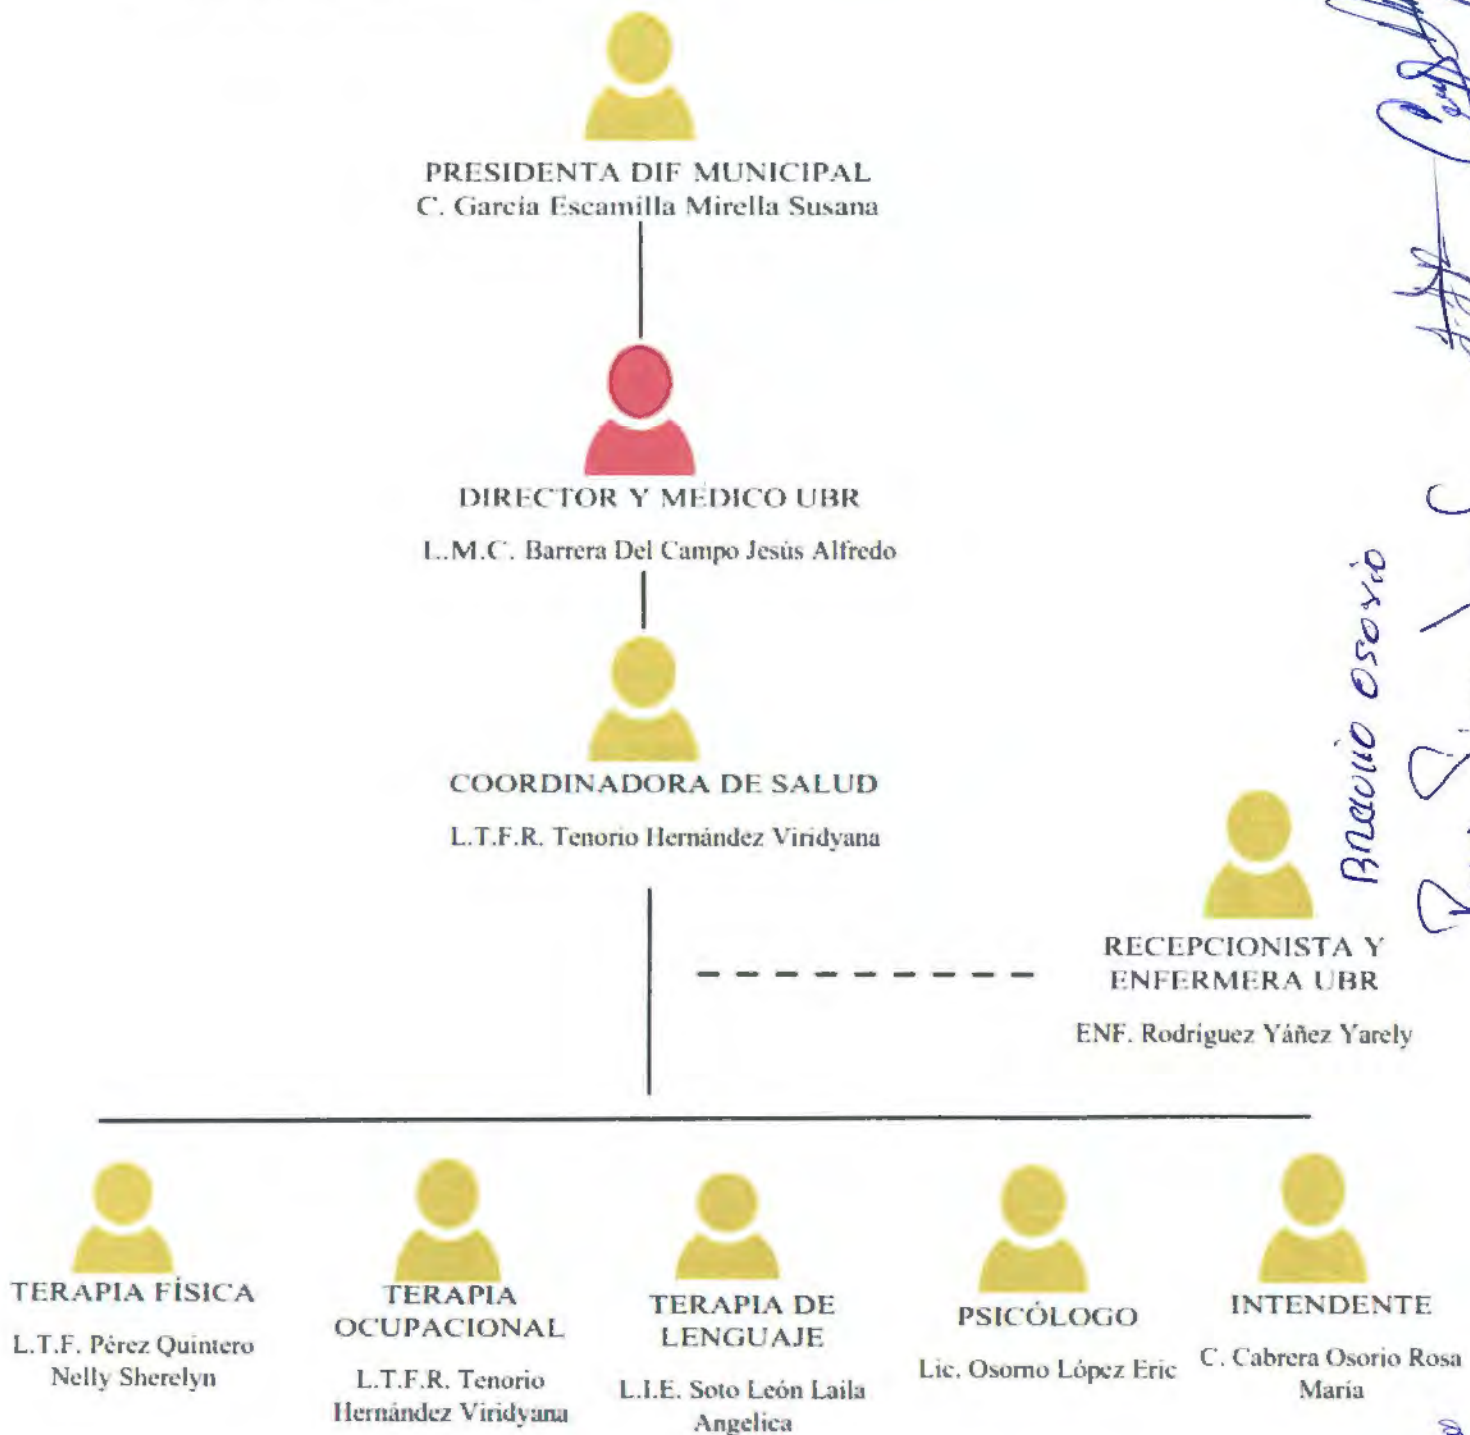 PRESIDENTA DIF MUNICIPAL
C. García Escamilla Mirella Susana
DIRECTOR Y MÉDICO UBR
L.M.C. Barrera Del Campo Jesús Alfredo
COORDINADORA DE SALUD
L.T.F.R. Tenorio Hernández Viridyana
RECEPCIONISTA Y
ENFERMERA UBR
ENF. Rodríguez Yáñez Yarely
TERAPIA FÍSICA
L.T.F. Pérez Quintero
Nelly Sherelyn
TERAPIA
OCUPACIONAL
L.T.F.R. Tenorio
Hernández Viridyana
TERAPIA DE
LENGUAJE
L.I.E. Soto León Laila
Angelica
PSICÓLOGO
Lic. Osorno López Eric
INTENDENTE
C. Cabrera Osorio Rosa
María
Osorio